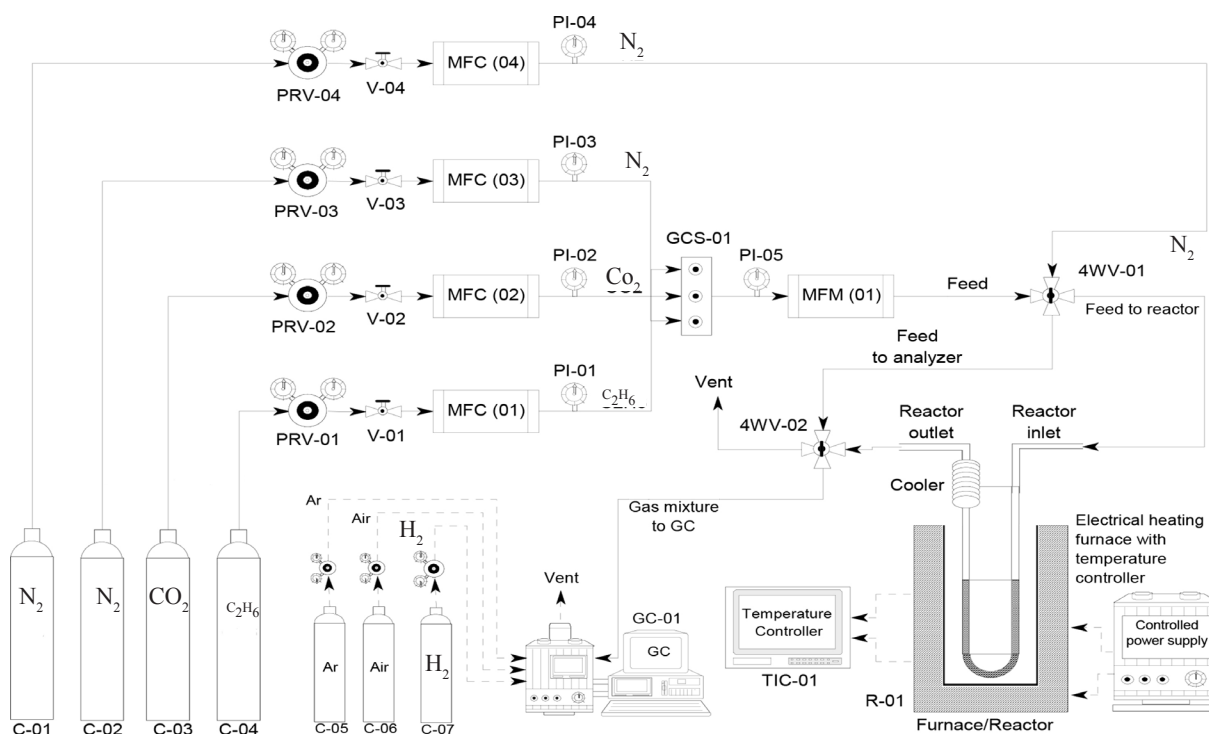 PI-04
N2
MFC (04)
PRV-04
V-04
PI-03
N2
MFC (03)
PRV-03
V-03
GCS-01
PI-02
Co2
PI-05
N2
4WV-01
MFC (02)
MFM (01)
Feed
PRV-02
V-02
Feed to reactor
Feed
to analyzer
PI-01
C2H6
MFC (01)
Vent
PRV-01
V-01
4WV-02
Reactor
outlet
Reactor
inlet
Cooler
Gas mixture
to GC
Ar
Air
H2
Electrical heating
furnace with
temperature
controller
N2
N2
CO2
C2H6
Vent
GC-01
GC
Temperature
Controller
Controlled
power supply
Ar
Air
H2
TIC-01
R-01
C-01
C-02
C-03
C-04
C-05
C-06
C-07
Furnace/Reactor